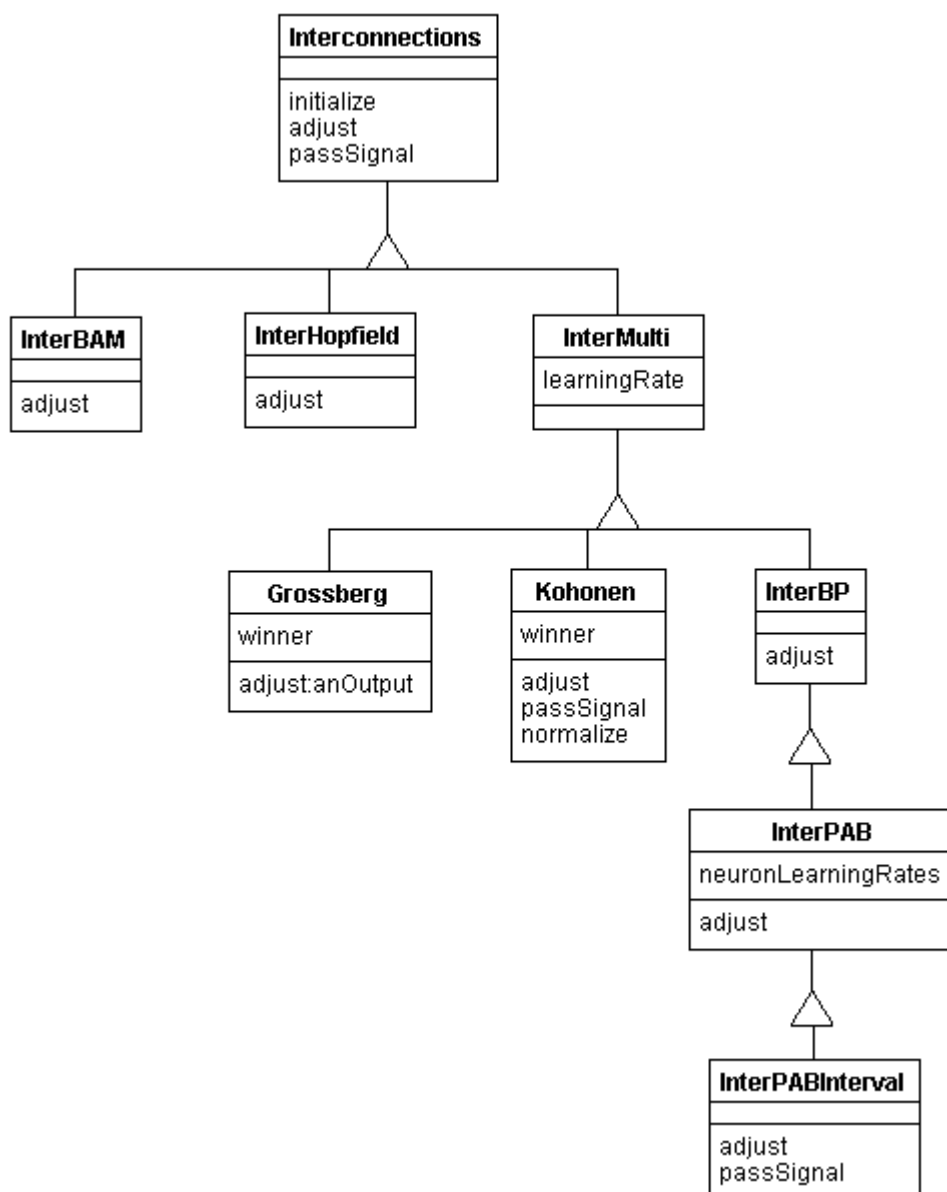 Interconnections
initialize
adjust
passSignal
InterBAM
adjust
InterHopfield
adjust
InterMulti
learningRate
Grossberg
winner
adjust:anOutput
Kohonen
winner
adjust
passSignal
normalize
InterBP
adjust
InterPAB
neuronLearningRates
adjust
InterPABInterval
adjust
passSignal